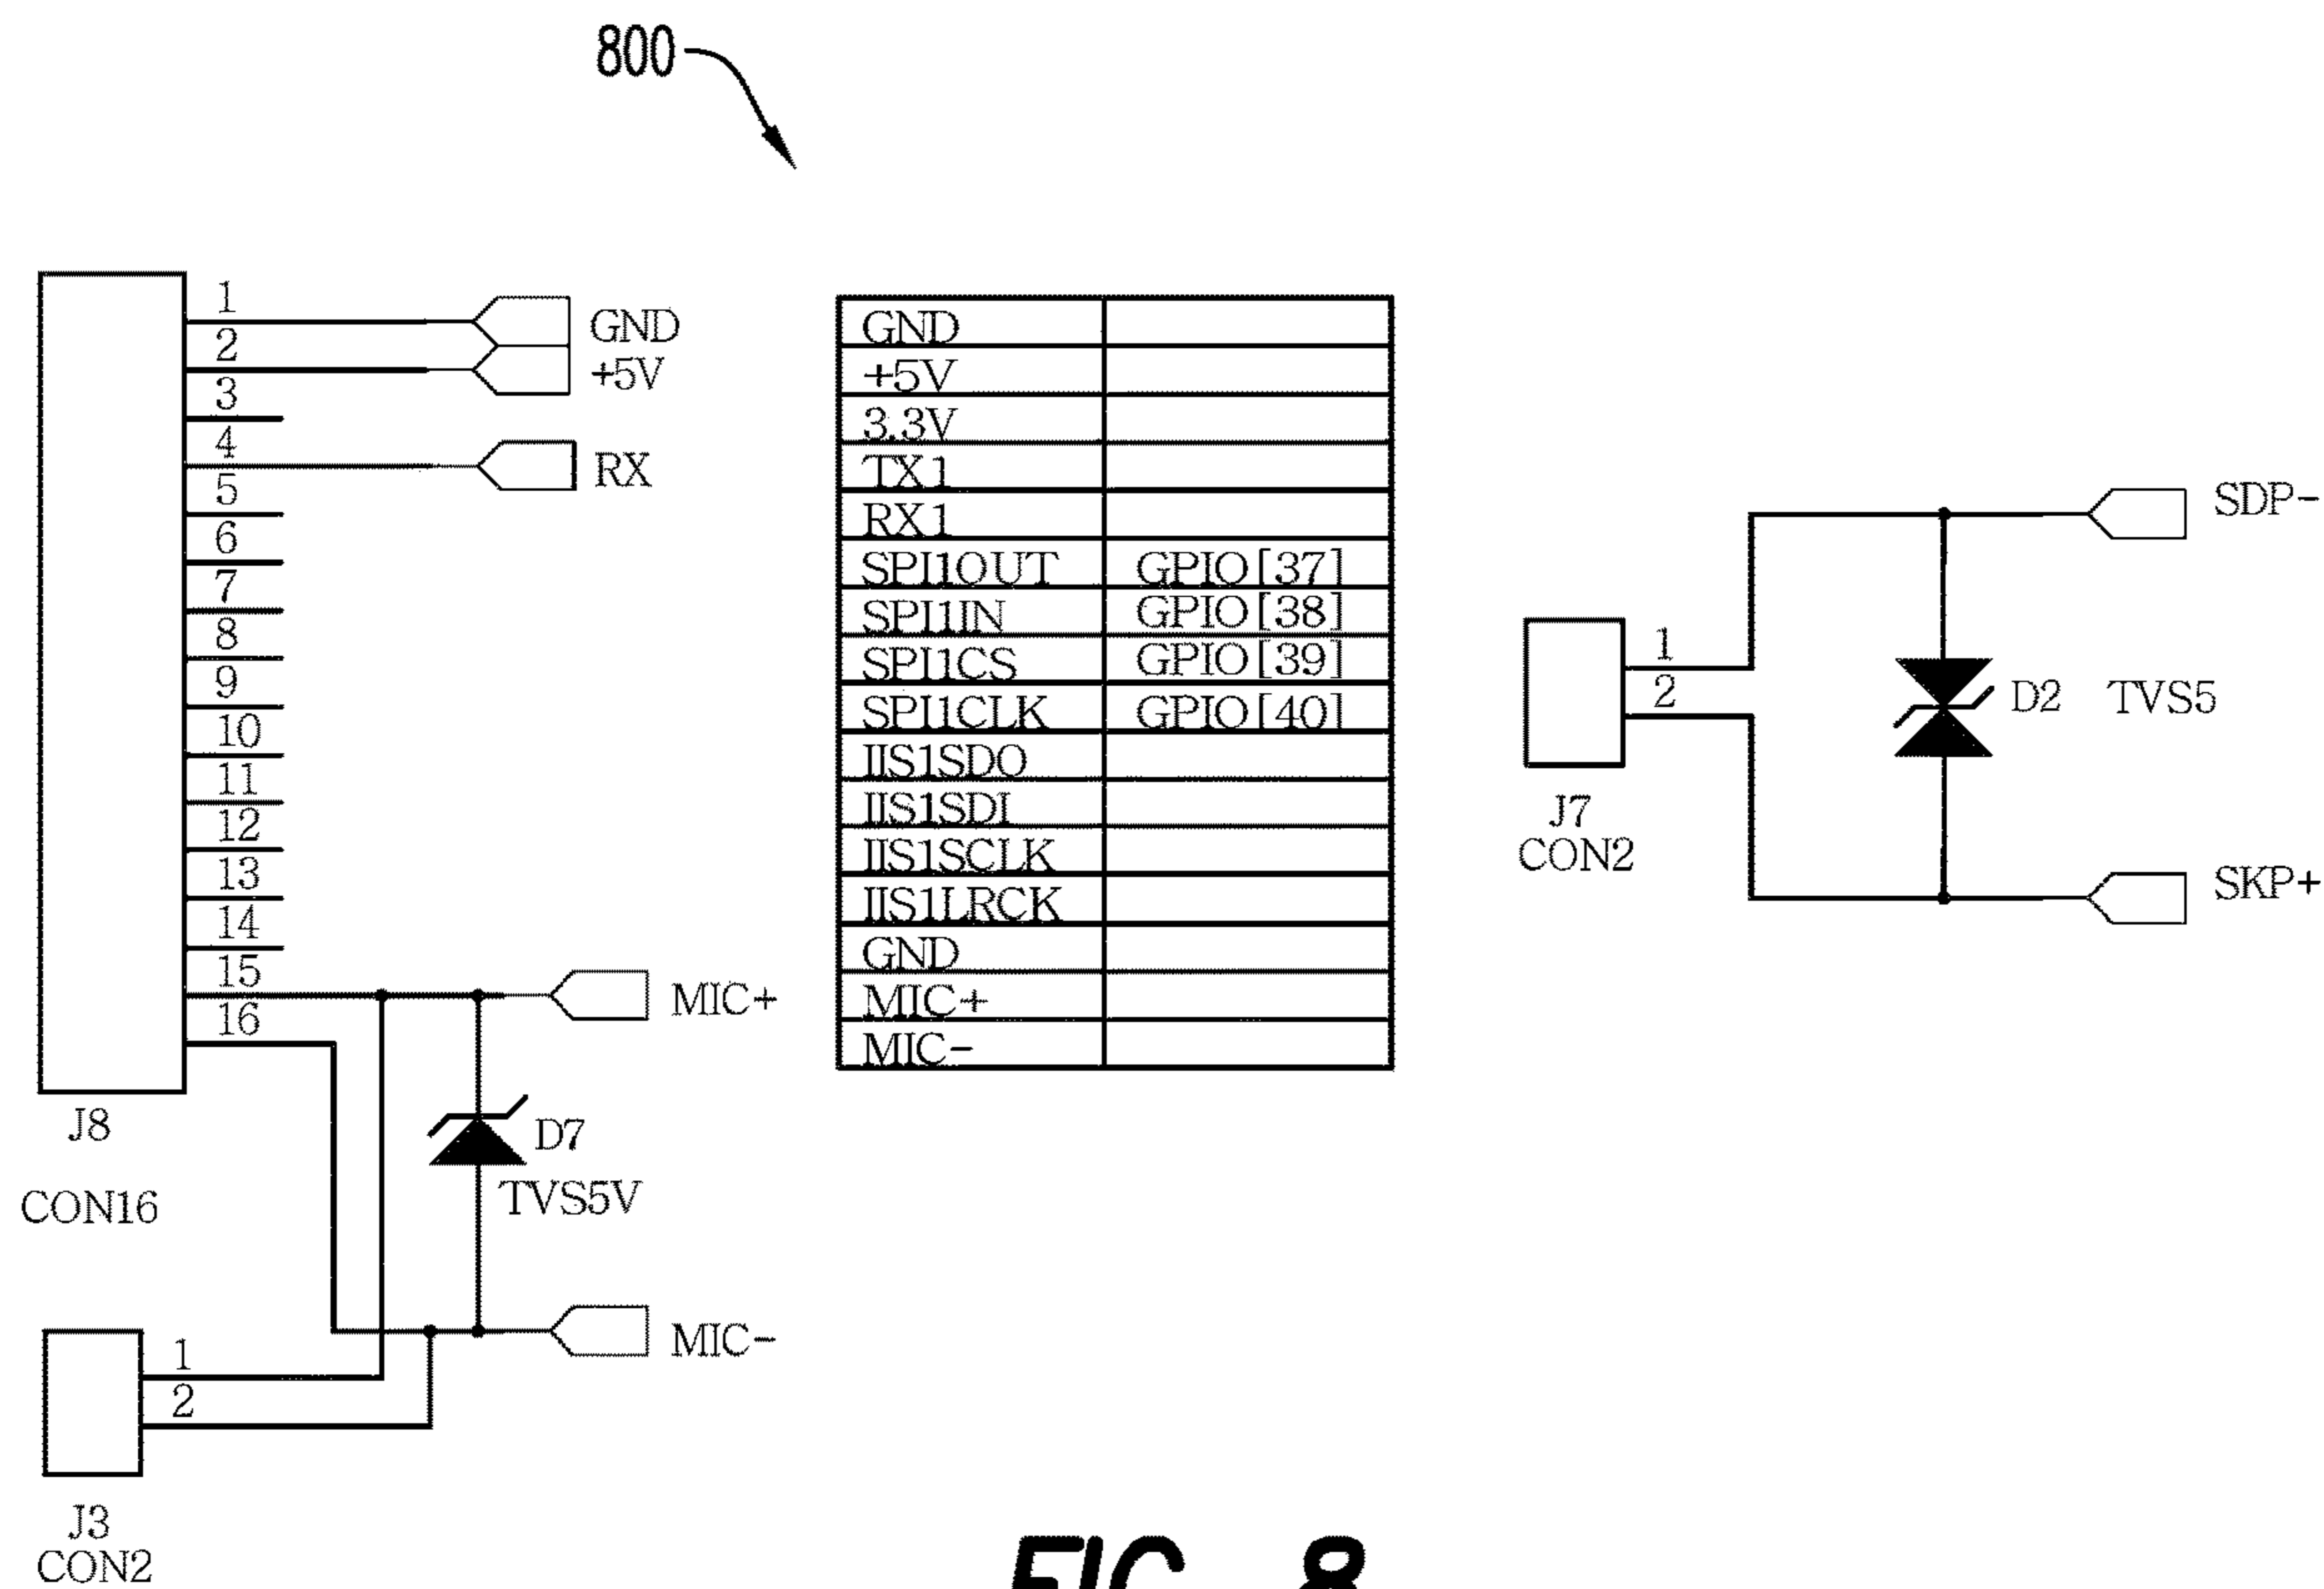 800
1
GND
2
+5V
3
4
RX
5
6
7
8
9
10
11
12
13
14
15
MIC+
16
J8
D7
CON16
TVS5V
MIC-
1
2
J3
CON2
GND
+5V
3.3V
TX1
RX1
SPI1OUT GPIO[37]
SPI1IN GPIO[38]
SPI1CS GPIO[39]
SPI1CLK GPIO[40]
IIS1SDO
IIS1SDI
IIS1SCLK
IIS1LRCK
GND
MIC+
MIC-
SDP-
1
2
D2 TVS5
J7
CON2
SKP+
FIG. 8